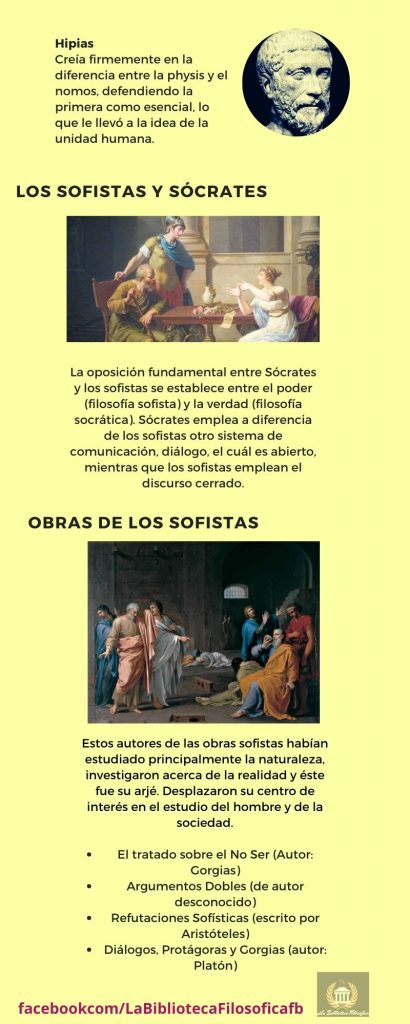 Hipias
Creía firmemente en la
diferencia entre la physis y el
nomos, defendiendo la
primera como esencial, lo
que le llevó a la idea de la
unidad humana.
LOS SOFISTAS Y SÓCRATES
La oposición fundamental entre Sócrates
y los sofistas se establece entre el poder
(filosofía sofista) y la verdad (filosofía
socrática). Sócrates emplea a diferencia
de los sofistas otro sistema de
comunicación, diálogo, el cuál es abierto,
mientras que los sofistas emplean el
discurso cerrado.
OBRAS DE LOS SOFISTAS
Estos autores de las obras sofistas habían
estudiado principalmente la naturaleza,
investigaron acerca de la realidad y éste
fue su arjé. Desplazaron su centro de
interés en el estudio del hombre y de la
sociedad.
• El tratado sobre el No Ser (Autor:
Gorgias)
• Argumentos Dobles (de autor
desconocido)
• Refutaciones Sofísticas (escrito por
Aristóteles)
• Diálogos, Protágoras y Gorgias (autor:
Platón)
facebookcom/LaBibliotecaFilosoficafb
La Biblioteca Filosófica